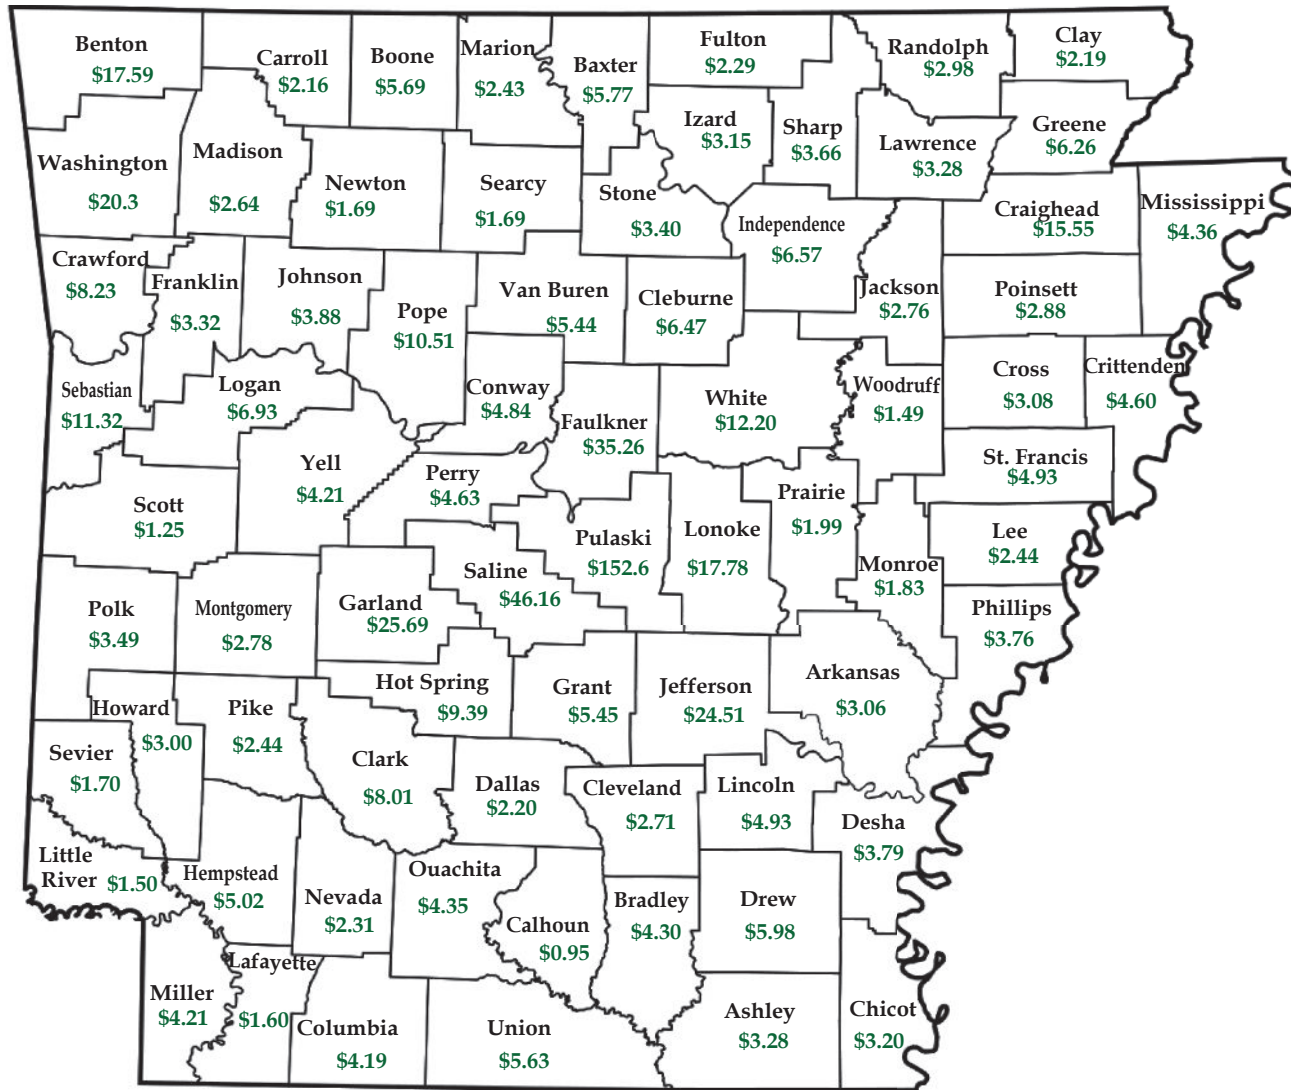 Benton
$17.59
Carroll
$2.16
Boone
$5.69
Marion
$2.43
Baxter
$5.77
Fulton
$2.29
Randolph
$2.98
Clay
$2.19
Izard
$3.15
Sharp
$3.66
Lawrence
$3.28
Greene
$6.26
Washington
$20.3
Madison
$2.64
Newton
$1.69
Searcy
$1.69
Stone
$3.40
Independence
$6.57
Craighead
$15.55
Mississippi
$4.36
Crawford
$8.23
Franklin
$3.32
Johnson
$3.88
Pope
$10.51
Van Buren
$5.44
Cleburne
$6.47
Jackson
$2.76
Poinsett
$2.88
Sebastian
$11.32
Logan
$6.93
Conway
$4.84
Faulkner
$35.26
White
$12.20
Woodruff
$1.49
Cross
$3.08
Crittenden
$4.60
Scott
$1.25
Yell
$4.21
Perry
$4.63
Pulaski
$152.6
Lonoke
$17.78
Prairie
$1.99
St. Francis
$4.93
Lee
$2.44
Monroe
$1.83
Phillips
$3.76
Polk
$3.49
Montgomery
$2.78
Garland
$25.69
Saline
$46.16
Hot Spring
$9.39
Grant
$5.45
Jefferson
$24.51
Arkansas
$3.06
Howard
$3.00
Pike
$2.44
Sevier
$1.70
Clark
$8.01
Dallas
$2.20
Cleveland
$2.71
Lincoln
$4.93
Desha
$3.79
Little
River
$1.50
Hempstead
$5.02
Nevada
$2.31
Ouachita
$4.35
Calhoun
$0.95
Bradley
$4.30
Drew
$5.98
Miller
$4.21
Lafayette
$1.60
Columbia
$4.19
Union
$5.63
Ashley
$3.28
Chicot
$3.20